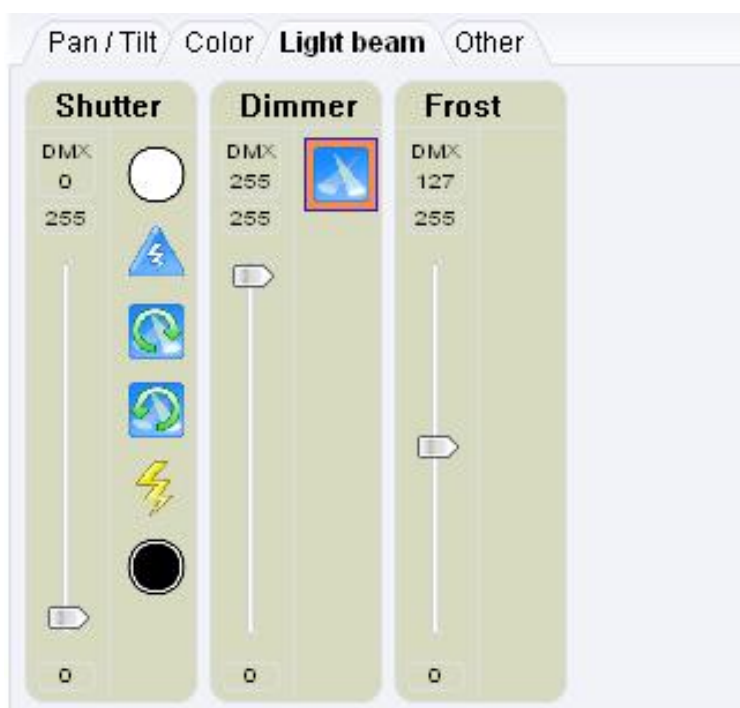 Pan / Tilt Color Light beam Other
Shutter Dimmer Frost
DMX DMX DMX
0 255 127
255 255 255
0 0 0